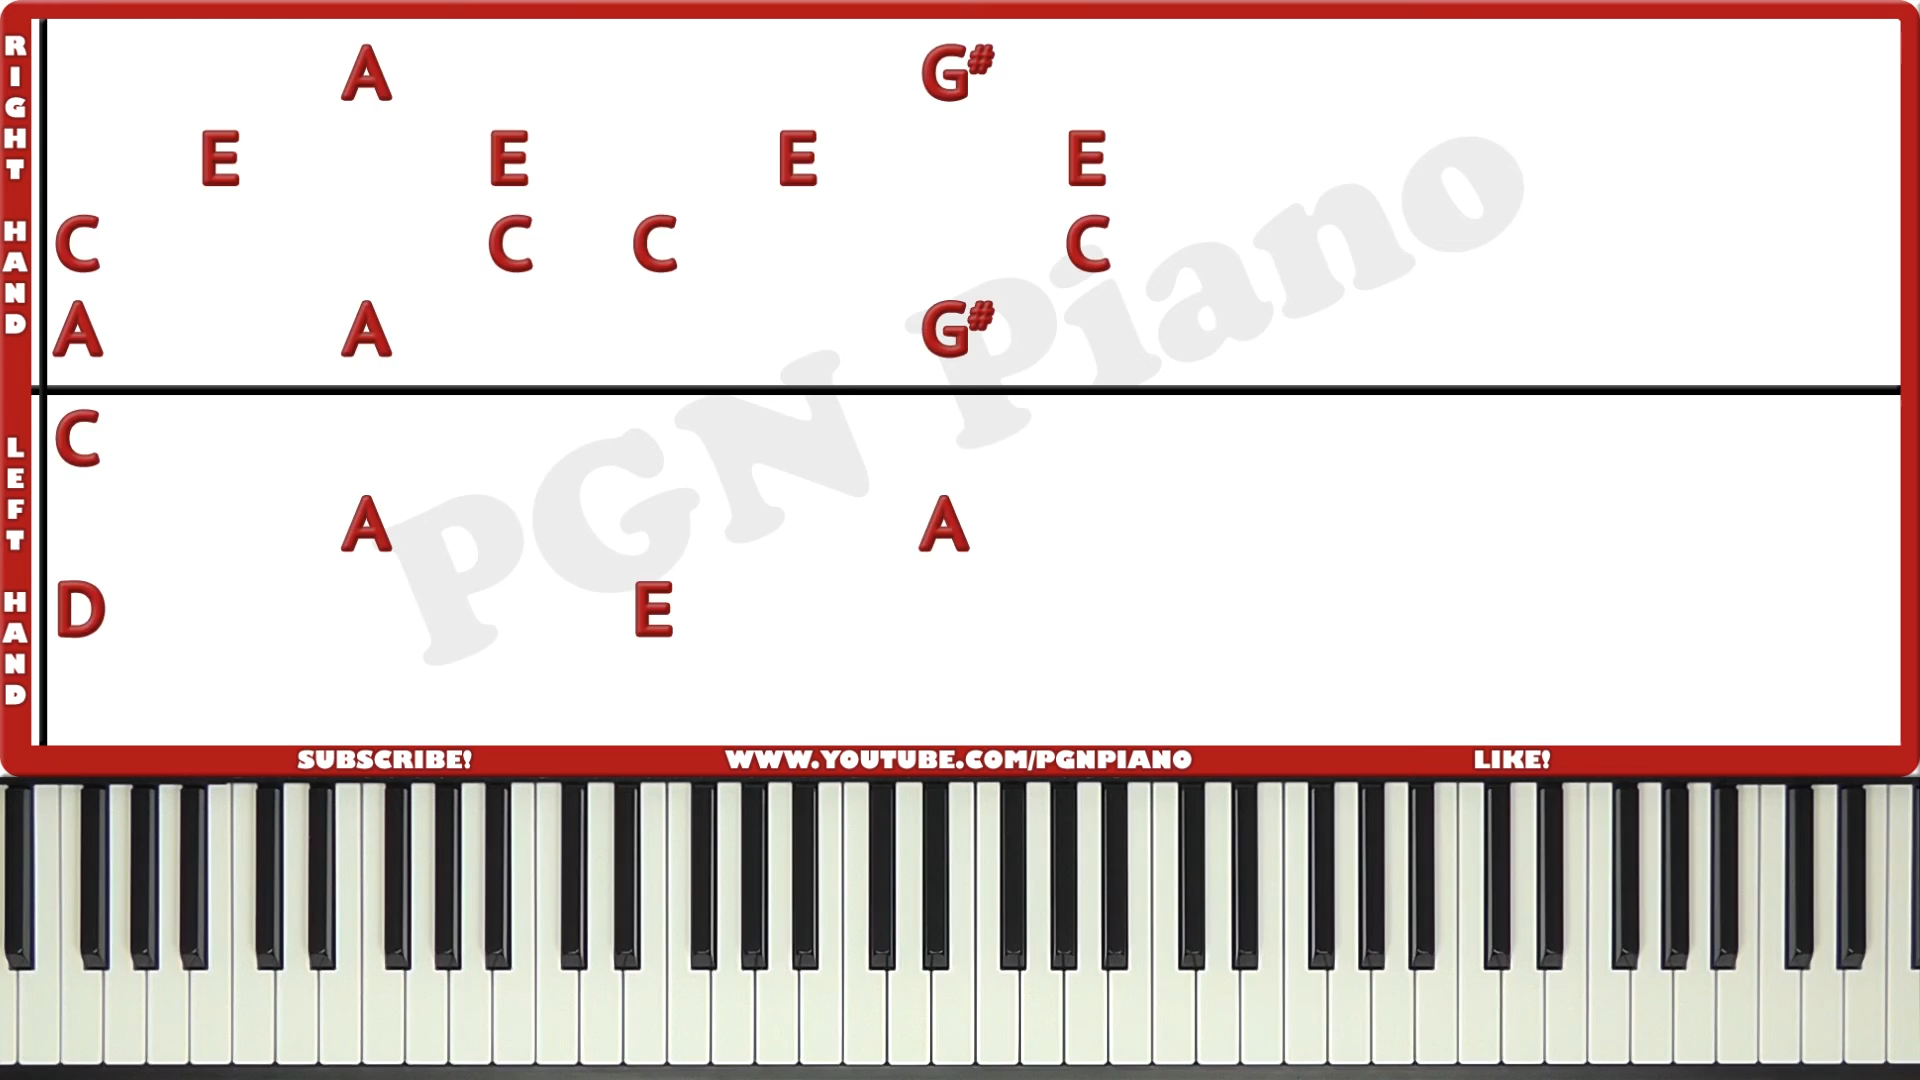 RIGHT HAND
A G#
E E E E
C C C C
A A G#
LEFT HAND
C
A A
D E
PGN Piano
SUBSCRIBE! WWW.YOUTUBE.COM/PGNPIANO LIKE!